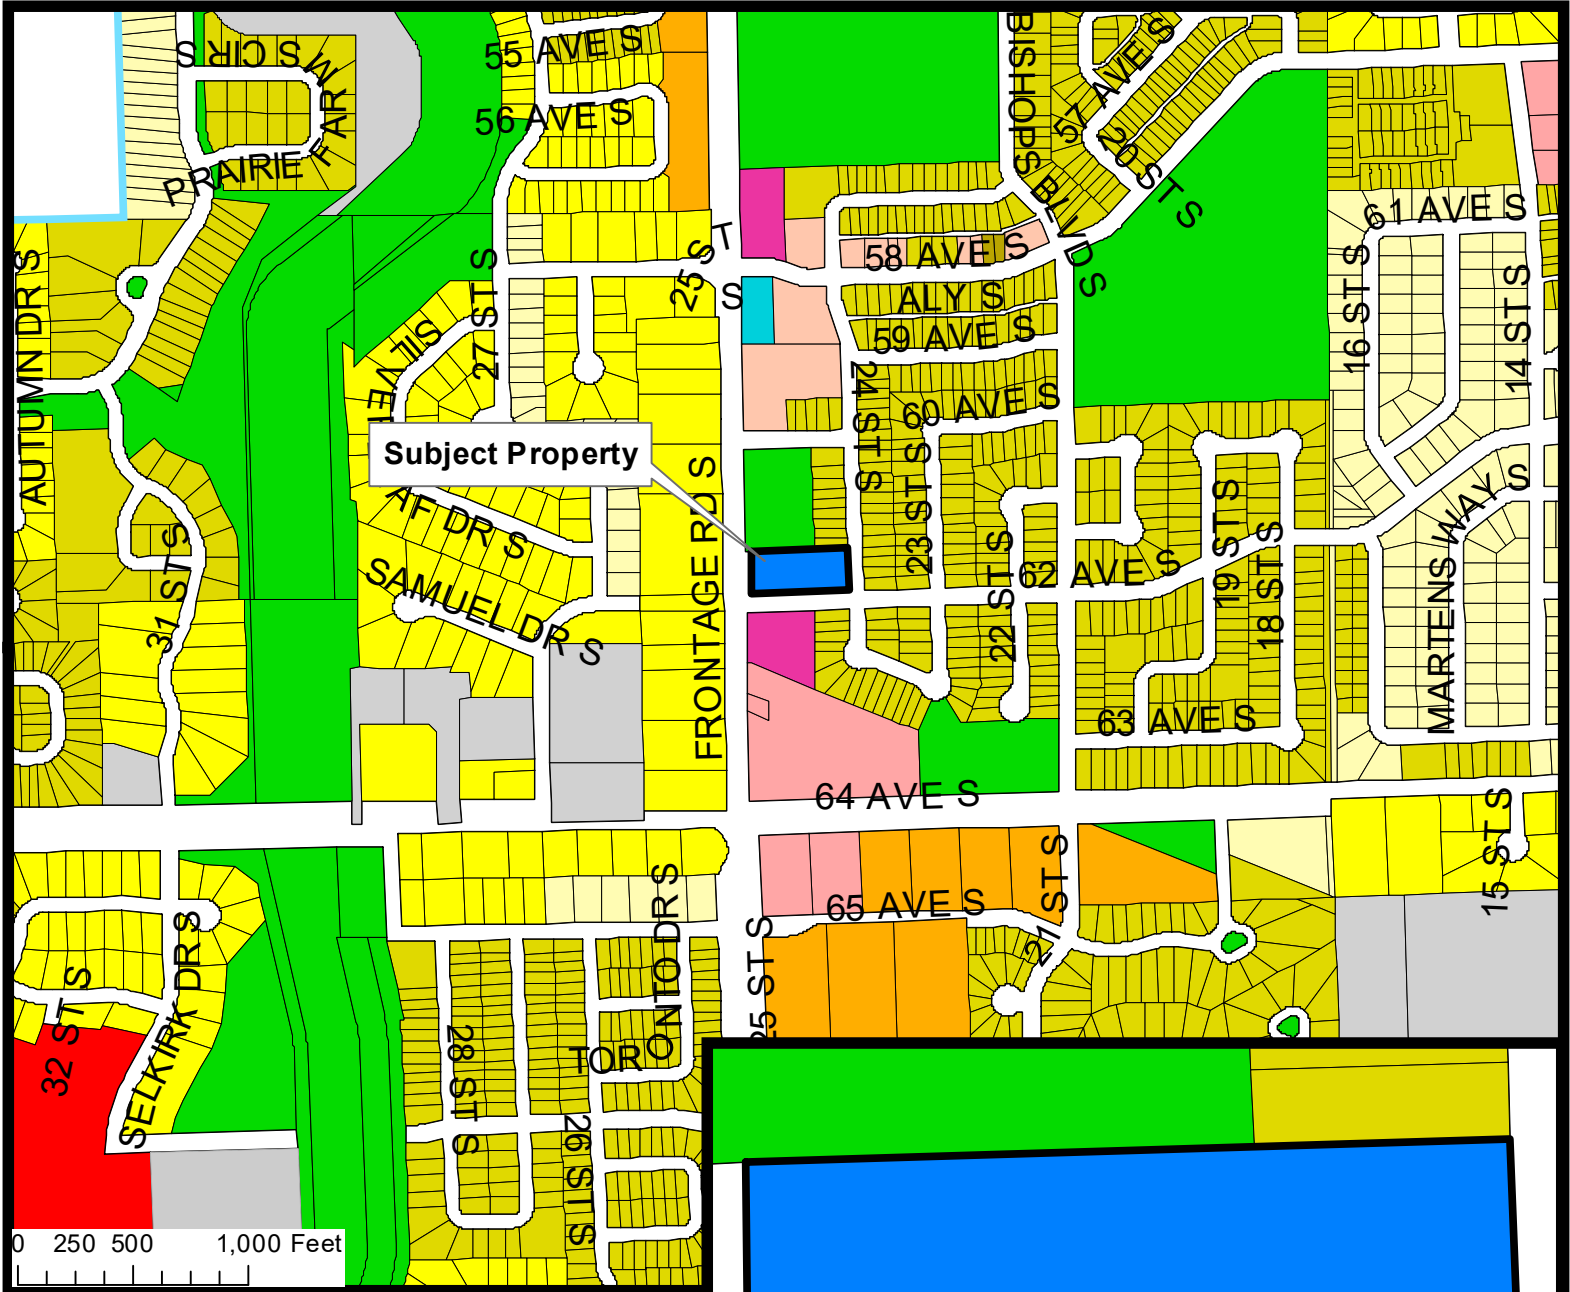 55 AVE S
56 AVE S
PRAIRIE FARM S CIR S
BISHOPS BLVD S
57 AVE S
20 ST S
61 AVE S
58 AVE S
ALY S
59 AVE S
25 ST S
27 ST S
16 ST S
14 ST S
AUTUMN DR S
24 ST S
60 AVE S
Subject Property
AF DR S
SAMUEL DR S
FRONTAGE RD S
23 ST S
22 ST S
62 AVE S
19 ST S
18 ST S
MARTENS WAY S
31 ST S
63 AVE S
64 AVE S
15 ST S
65 AVE S
21 ST S
TORONTO DR S
25 ST S
SELKIRK DR S
32 ST S
28 ST S
26 ST S
0 250 500 1,000 Feet